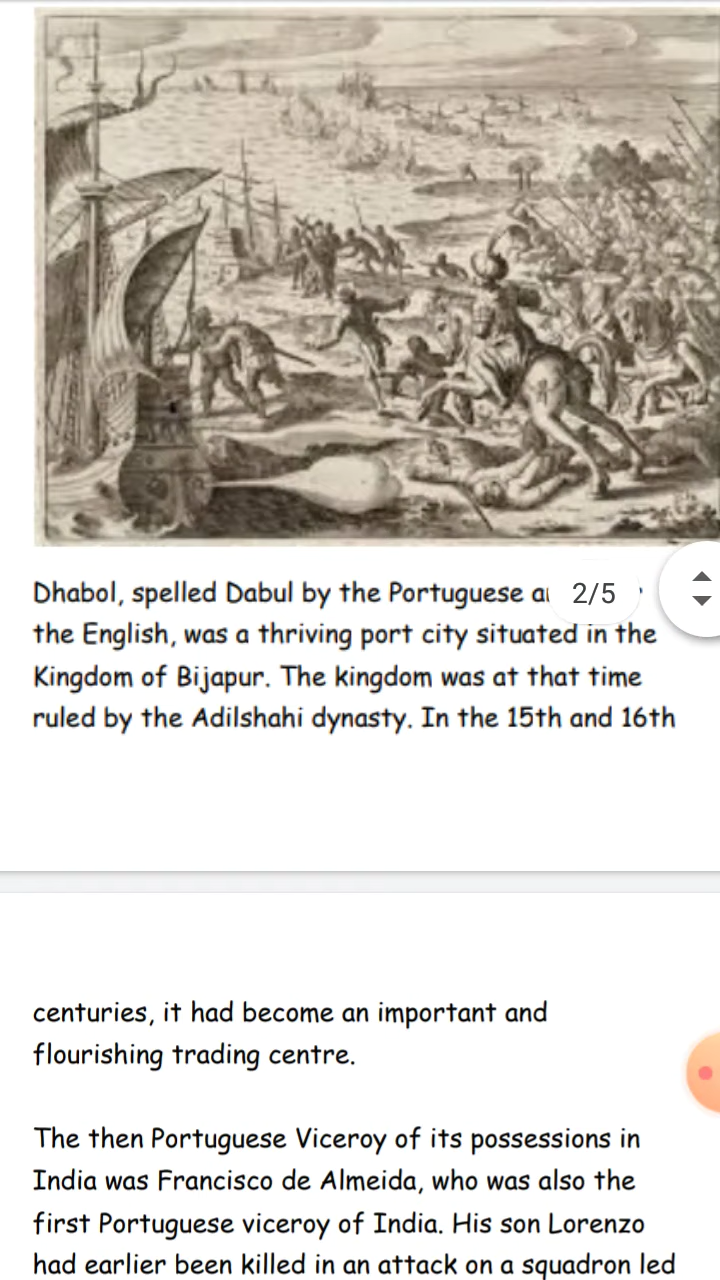 Dhabol, spelled Dabul by the Portuguese
2/5
the English, was a thriving port city situated in the
Kingdom of Bijapur. The kingdom was at that time
ruled by the Adilshahi dynasty. In the 15th and 16th
centuries, it had become an important and
flourishing trading centre.
The then Portuguese Viceroy of its possessions in
India was Francisco de Almeida, who was also the
first Portuguese viceroy of India. His son Lorenzo
had earlier been killed in an attack on a squadron led